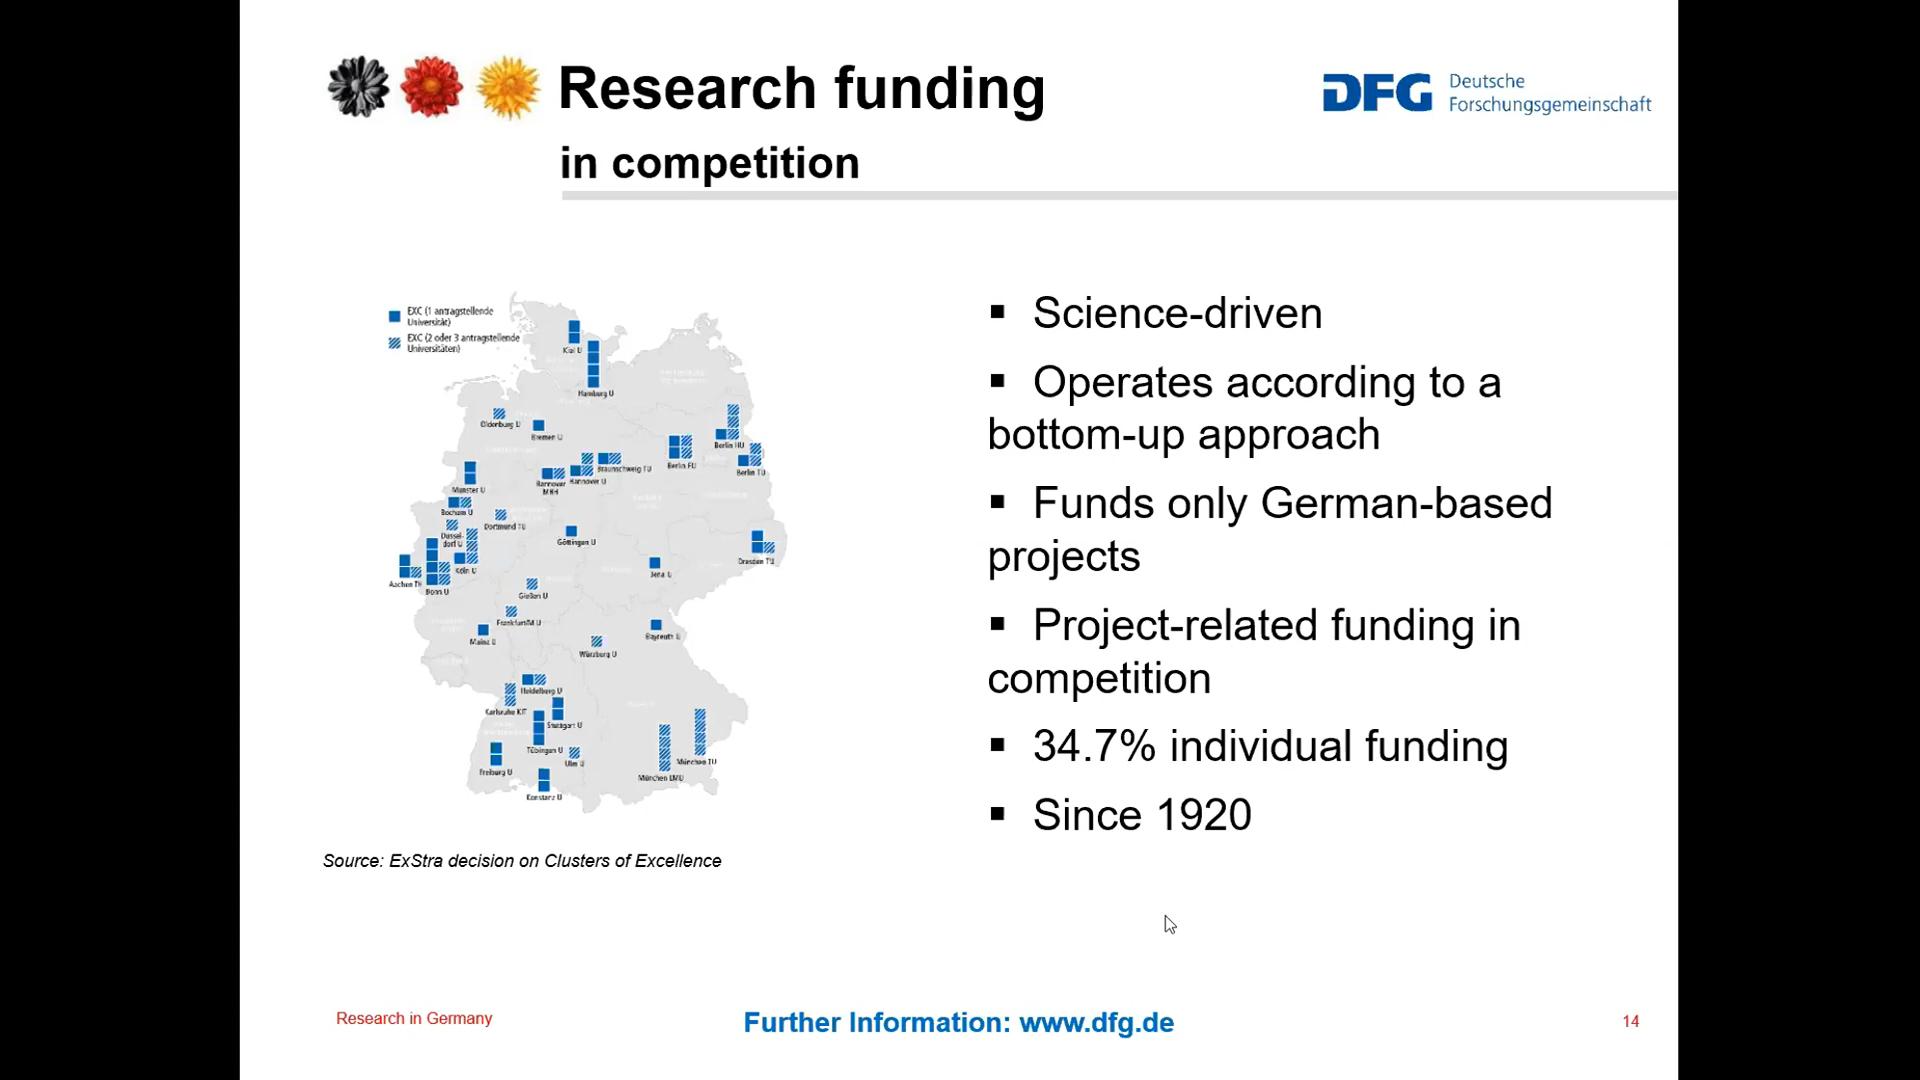 Research funding
in competition
DFG Deutsche
Forschungsgemeinschaft
EXC (1 antragstellende
Universität)
EXC (2 oder 3 antragstellende
Universitäten)
Kiel U
Hamburg U
Oldenburg U
Bremen U
Berlin HU
Berlin FU
Berlin TU
Braunschweig TU
Hannover U
Hannover
MHH
Münster U
Bochum U
Dortmund TU
Düssel-
dorf U
Göttingen U
Köln U
Aachen TH
Bonn U
Jena U
Dresden TU
Gießen U
Frankfurt/M U
Mainz U
Bayreuth U
Würzburg U
Heidelberg U
Karlsruhe KIT
Stuttgart U
Tübingen U
Ulm U
Freiburg U
Konstanz U
München TU
München LMU
Source: ExStra decision on Clusters of Excellence
▪ Science-driven
▪ Operates according to a
bottom-up approach
▪ Funds only German-based
projects
▪ Project-related funding in
competition
▪ 34.7% individual funding
▪ Since 1920
Research in Germany
Further Information: www.dfg.de
14